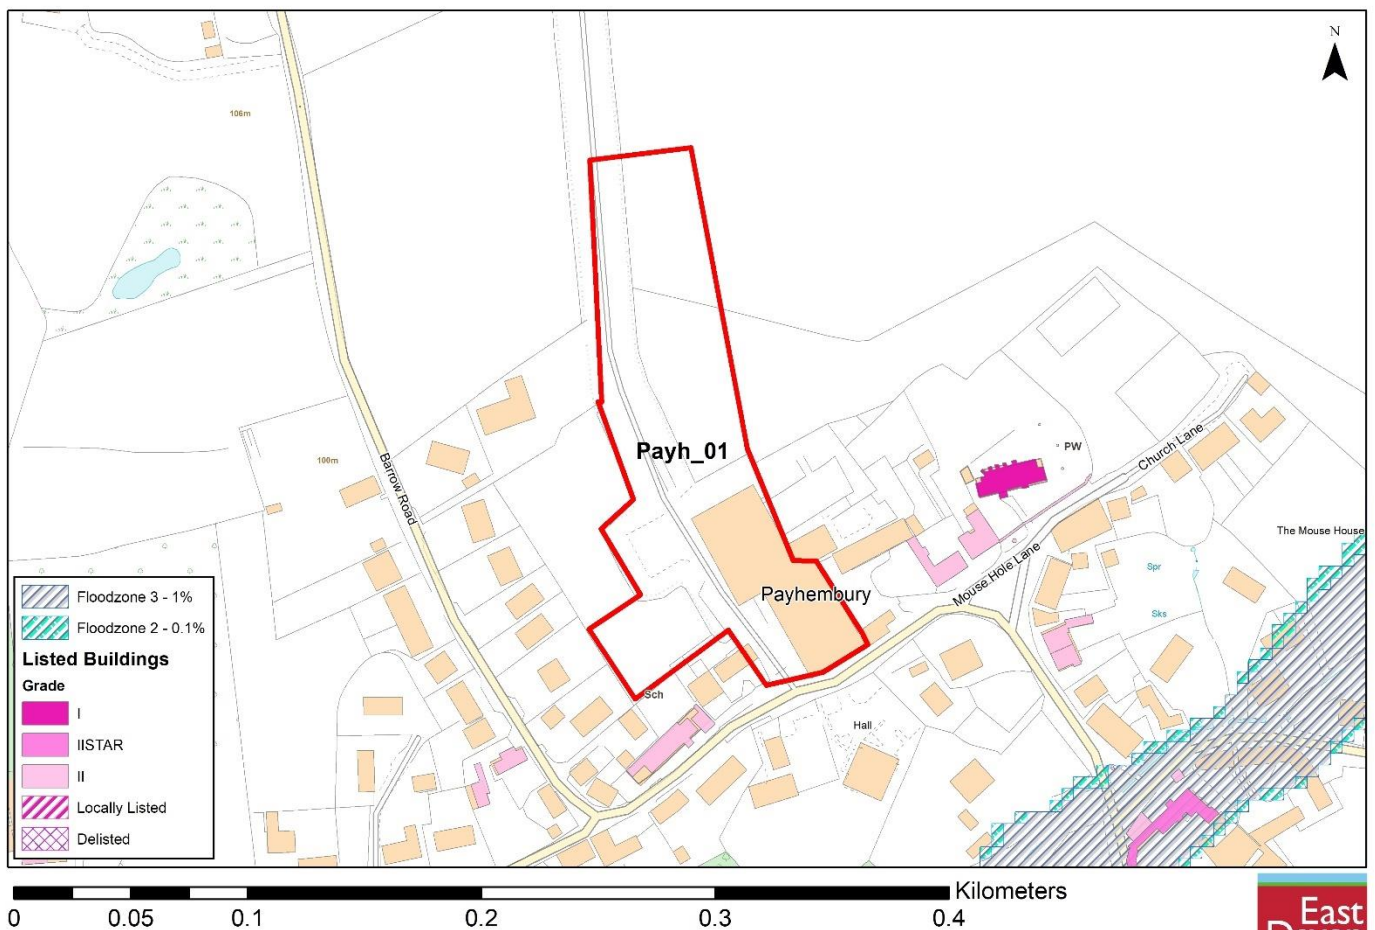 N
106m
Payh_01
PW
Church Lane
100m
Barrow Road
The Mouse House
Mouse Hole Lane
Payhembury
Spr
Sks
Sch
Hall
Floodzone 3 - 1%
Floodzone 2 - 0.1%
Listed Buildings
Grade
I
IISTAR
II
Locally Listed
Delisted
Kilometers
0 0.05 0.1 0.2 0.3 0.4
East